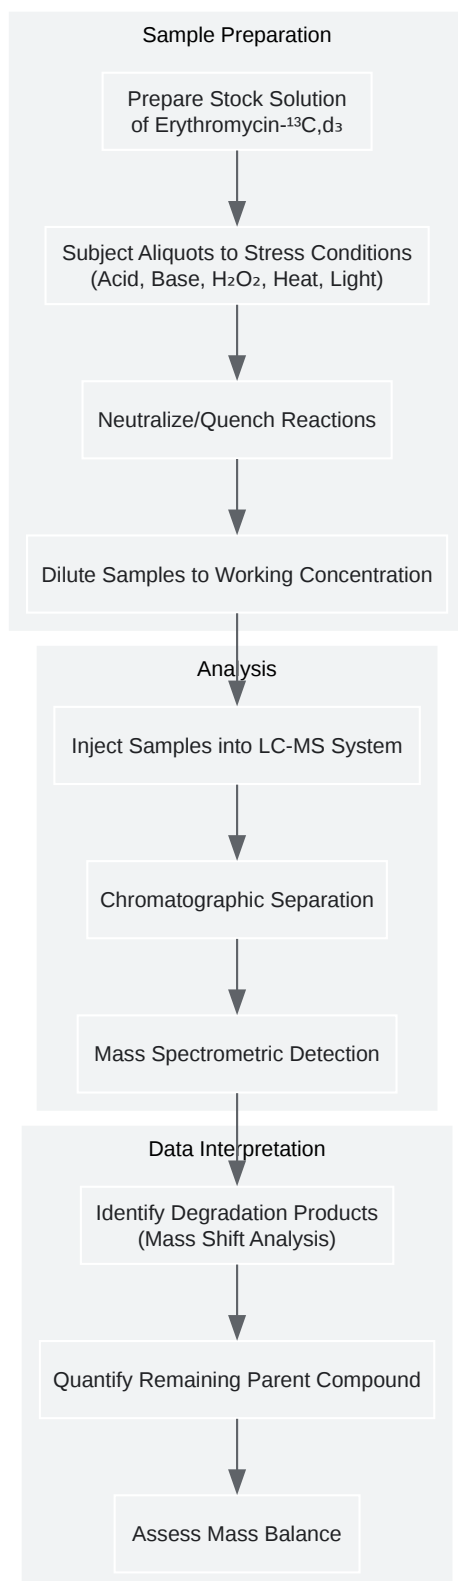 Sample Preparation
Prepare Stock Solution
of Erythromycin-¹³C,d₃
Subject Aliquots to Stress Conditions
(Acid, Base, H₂O₂, Heat, Light)
Neutralize/Quench Reactions
Dilute Samples to Working Concentration
Analysis
Inject Samples into LC-MS System
Chromatographic Separation
Mass Spectrometric Detection
Data Interpretation
Identify Degradation Products
(Mass Shift Analysis)
Quantify Remaining Parent Compound
Assess Mass Balance